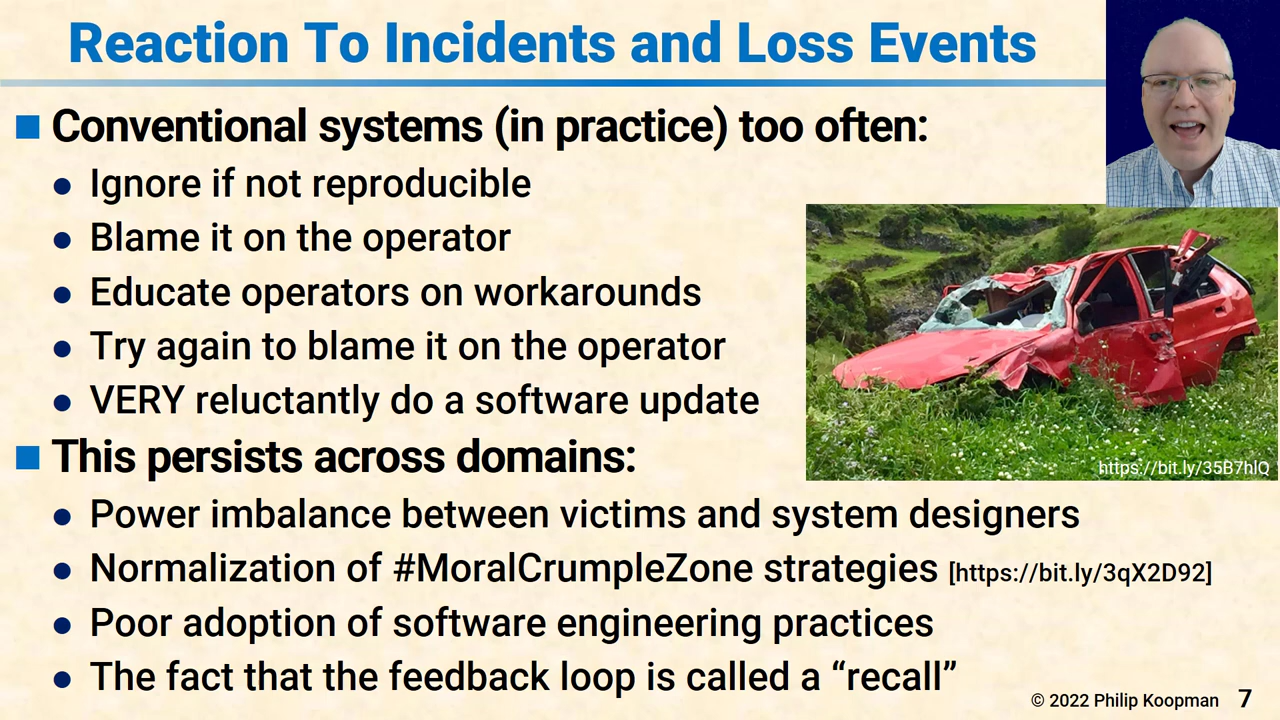 Reaction To Incidents and Loss Events
Conventional systems (in practice) too often:
Ignore if not reproducible
Blame it on the operator
Educate operators on workarounds
Try again to blame it on the operator
VERY reluctantly do a software update
https://bit.ly/35B7hlQ
This persists across domains:
Power imbalance between victims and system designers
Normalization of #MoralCrumpleZone strategies [https://bit.ly/3qX2D92]
Poor adoption of software engineering practices
The fact that the feedback loop is called a “recall”
© 2022 Philip Koopman 7